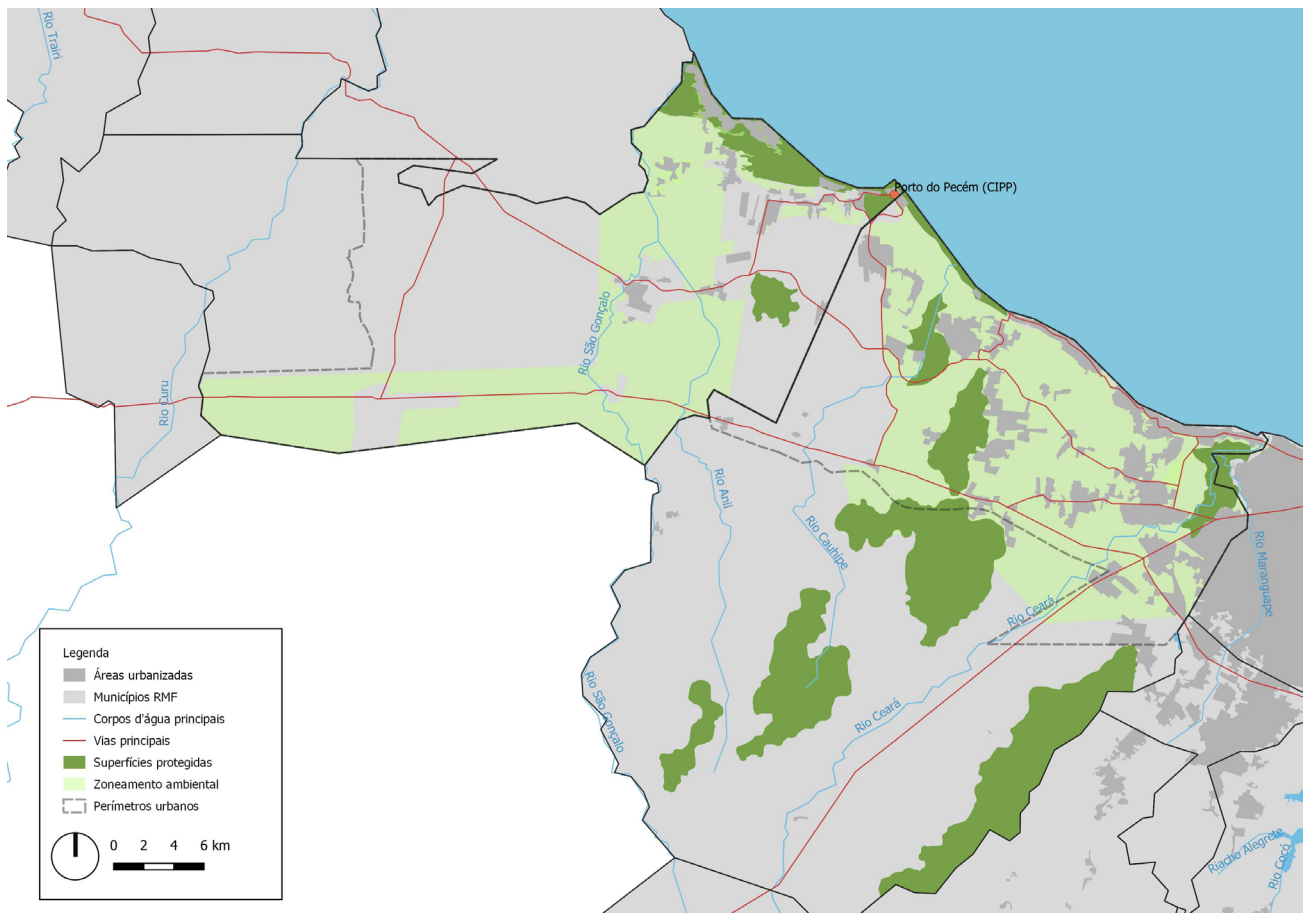 Rio Trairi
Porto do Pecém (CIPP)
Rio São Gonçalo
Rio Curu
Rio Anil
Rio Cauhipe
Rio Maranguape
Rio Ceará
Rio São Gonçalo
Rio Ceará
Riacho Alegrete
Rio Cocó
Legenda
Áreas urbanizadas
Municípios RMF
Corpos d'água principais
Vias principais
Superfícies protegidas
Zoneamento ambiental
Perímetros urbanos
0 2 4 6 km